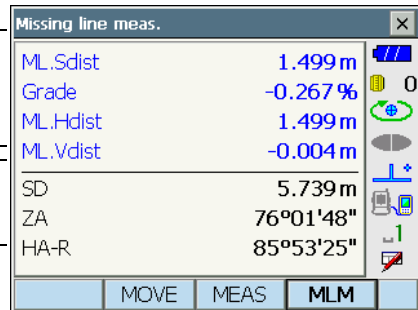 Missing line meas.
ML.Sdist 1.499 m
Grade -0.267 % 0
ML.Hdist 1.499 m
ML.Vdist -0.004 m
SD 5.739 m
ZA 76°01'48"
HA-R 85°53'25" 1
MOVE MEAS MLM